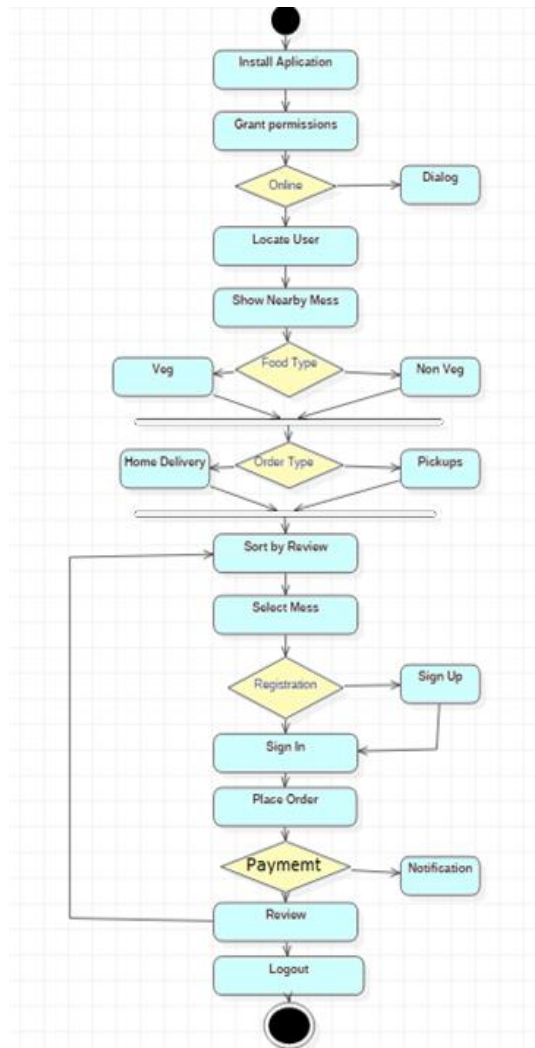 Install Aplication
Grant permissions
Online
Dialog
Locate User
Show Nearby Mess
Food Type
Veg
Non Veg
Home Delivery
Order Type
Pickups
Sort by Review
Select Mess
Registration
Sign Up
Sign In
Place Order
Paymemt
Notification
Review
Logout